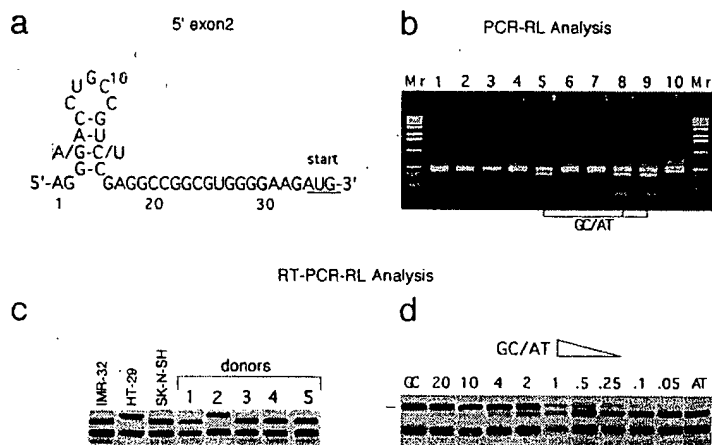 a
5' exon2
U G C 10
C C
C-G
A-U
A/G-C/U
G-C
start
5'-AG GAGGCCGGCGUGGGGAAGAUG-3'
1 20 30
b
PCR-RL Analysis
Mr 1 2 3 4 5 6 7 8 9 10 Mr
GC/AT
RT-PCR-RL Analysis
c
IMR-32
HT-29
SK-N-SH
donors
1 2 3 4 5
d
GC/AT
GC 20 10 4 2 1 .5 .25 .1 .05 AT